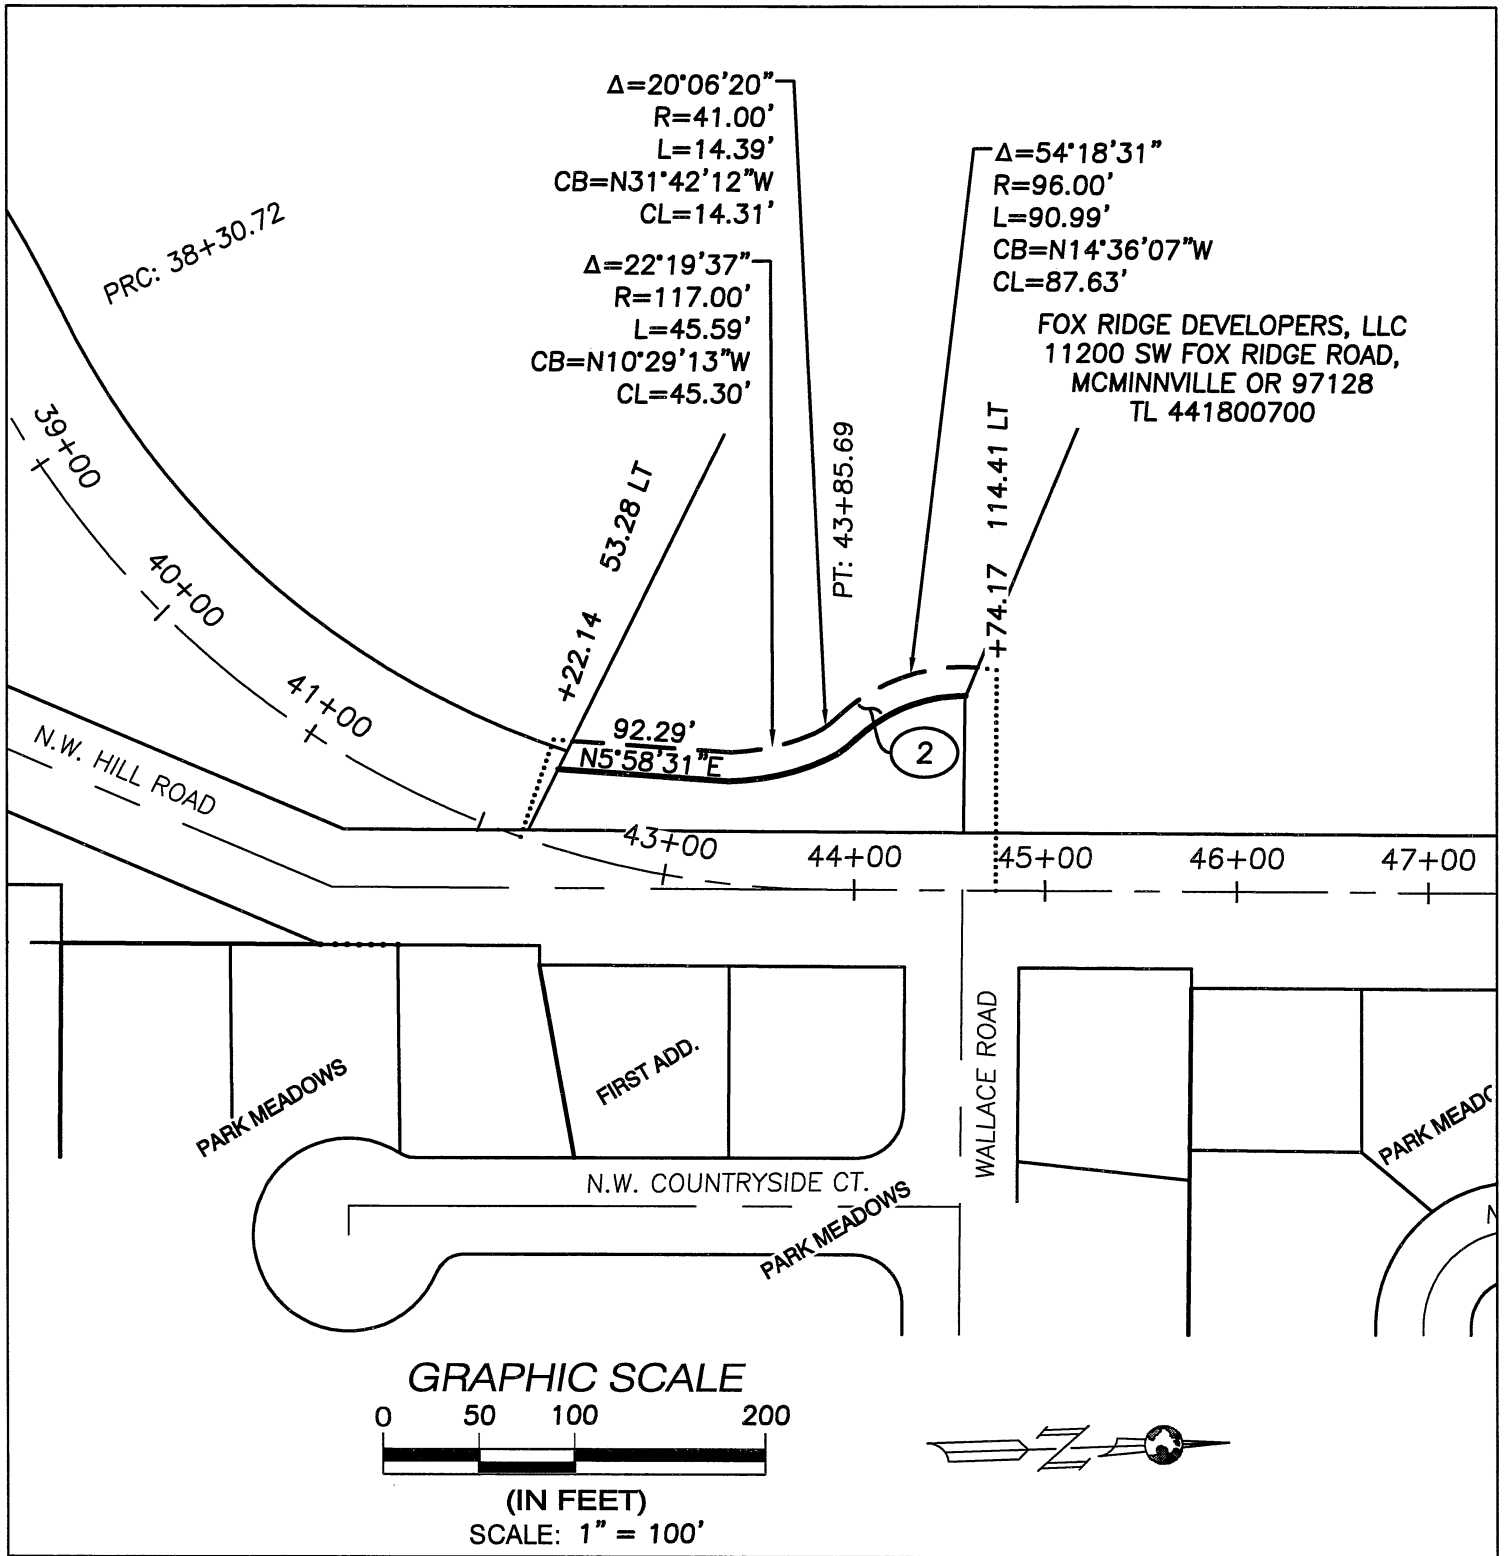 Δ=20°06'20"
R=41.00'
L=14.39'
CB=N31°42'12"W
CL=14.31'
Δ=22°19'37"
R=117.00'
L=45.59'
CB=N10°29'13"W
CL=45.30'
Δ=54°18'31"
R=96.00'
L=90.99'
CB=N14°36'07"W
CL=87.63'
FOX RIDGE DEVELOPERS, LLC
11200 SW FOX RIDGE ROAD,
MCMINNVILLE OR 97128
TL 441800700
PRC: 38+30.72
39+00
40+00
41+00
+22.14 53.28 LT
PT: 43+85.69
+74.17 114.41 LT
92.29'
N5°58'31"E
2
N.W. HILL ROAD
43+00
44+00
45+00
46+00
47+00
PARK MEADOWS
FIRST ADD.
WALLACE ROAD
PARK MEADO
N.W. COUNTRYSIDE CT.
PARK MEADOWS
N
GRAPHIC SCALE
0 50 100 200
(IN FEET)
SCALE: 1" = 100'
N